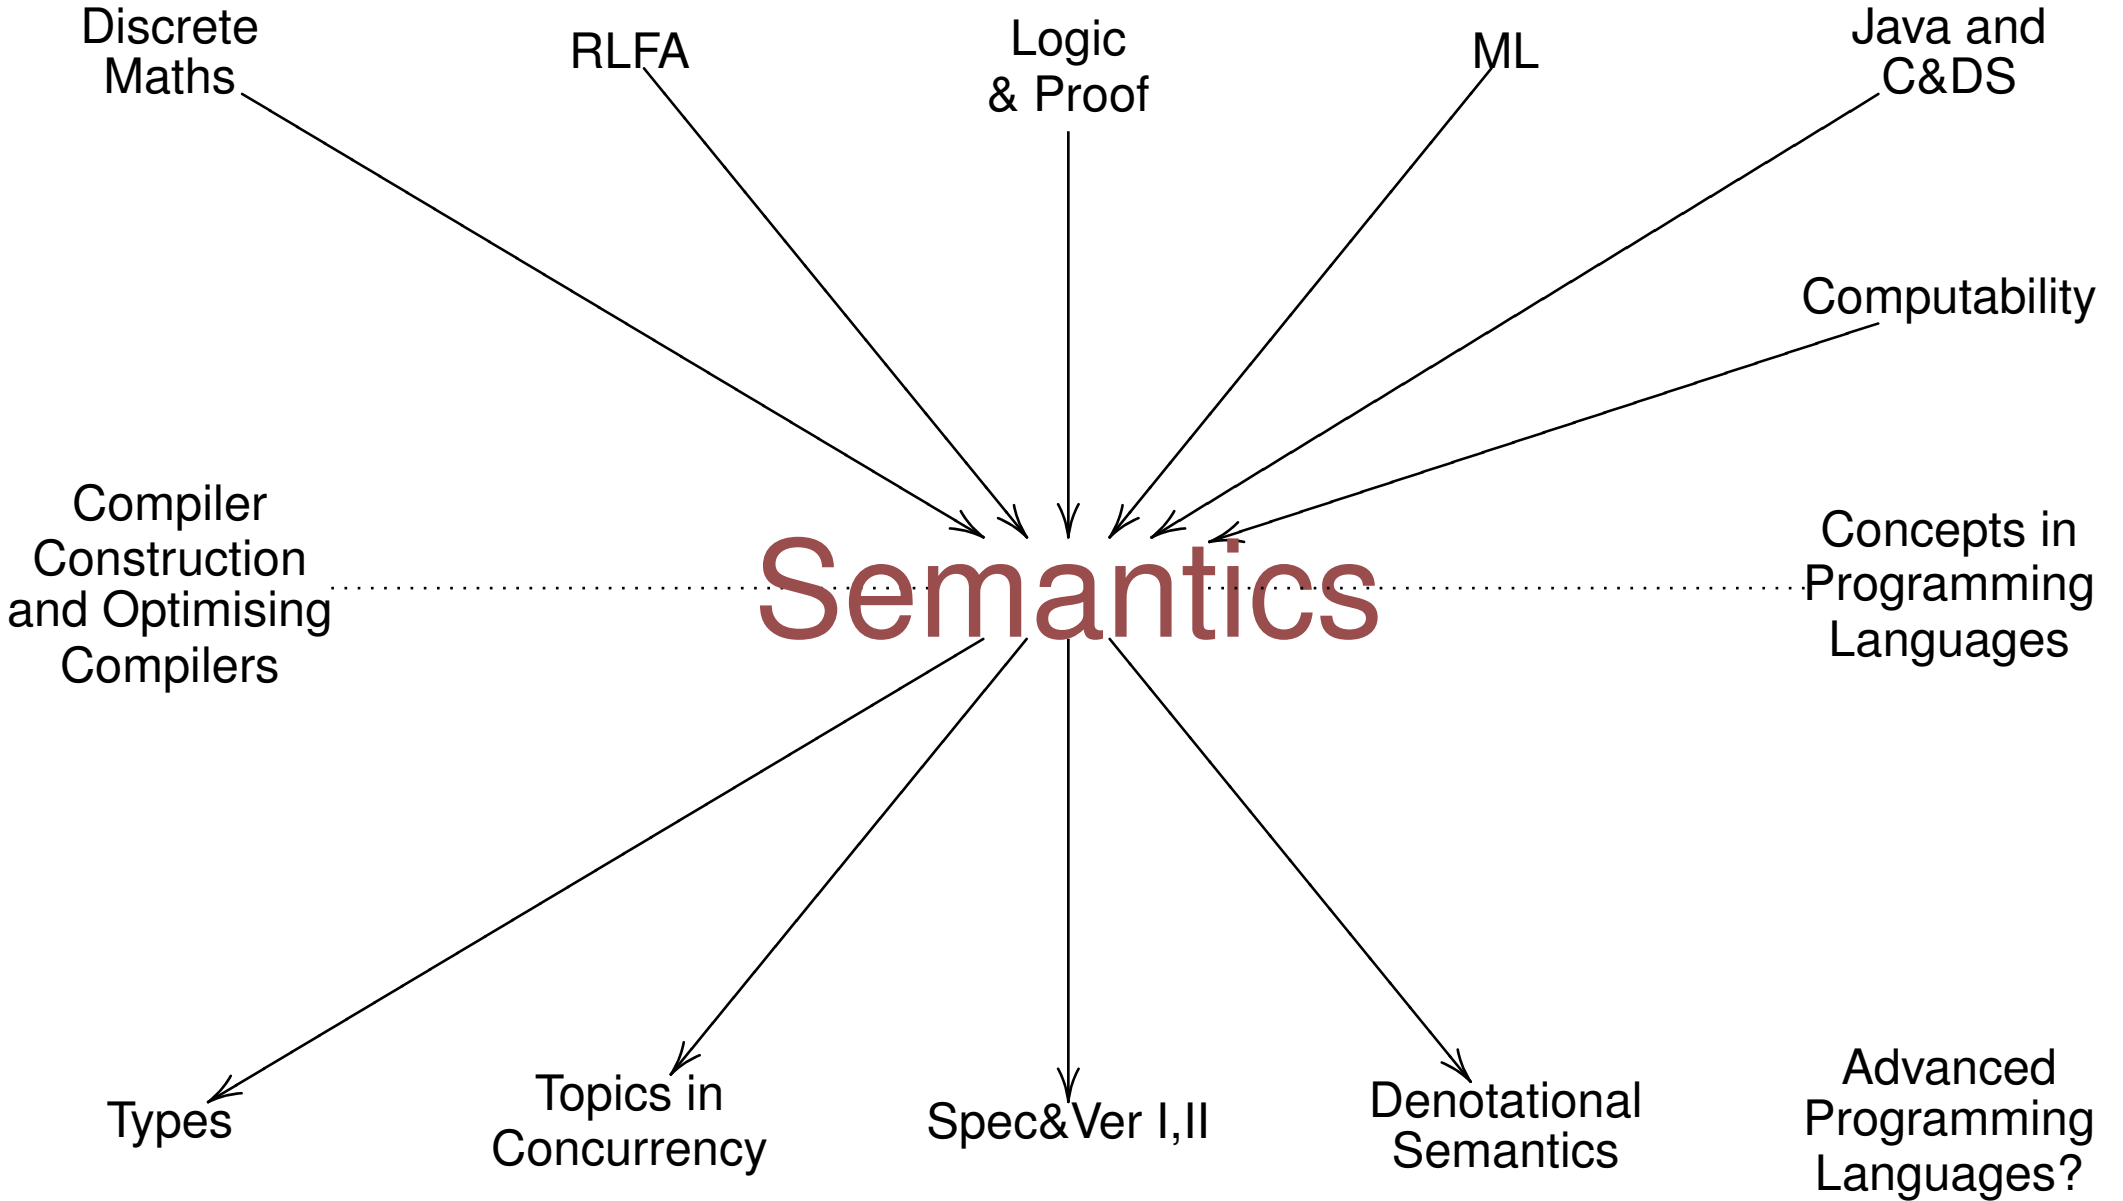 Discrete
Maths
RLFA
Logic
& Proof
ML
Java and
C&DS
Computability
Compiler
Construction
and Optimising
Compilers
Semantics
Concepts in
Programming
Languages
Types
Topics in
Concurrency
Spec&Ver I,II
Denotational
Semantics
Advanced
Programming
Languages?